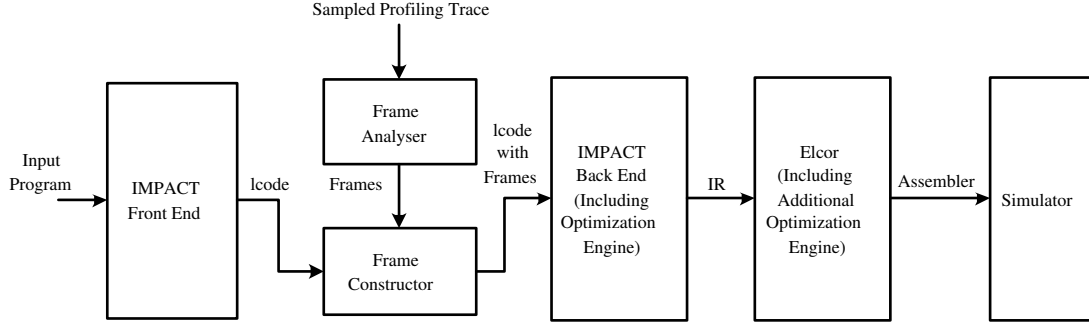 Sampled Profiling Trace
Input
Program
IMPACT
Front End
lcode
Frame
Analyser
Frames
Frame
Constructor
lcode
with
Frames
IMPACT
Back End
(Including
Optimization
Engine)
IR
Elcor
(Including
Additional
Optimization
Engine)
Assembler
Simulator